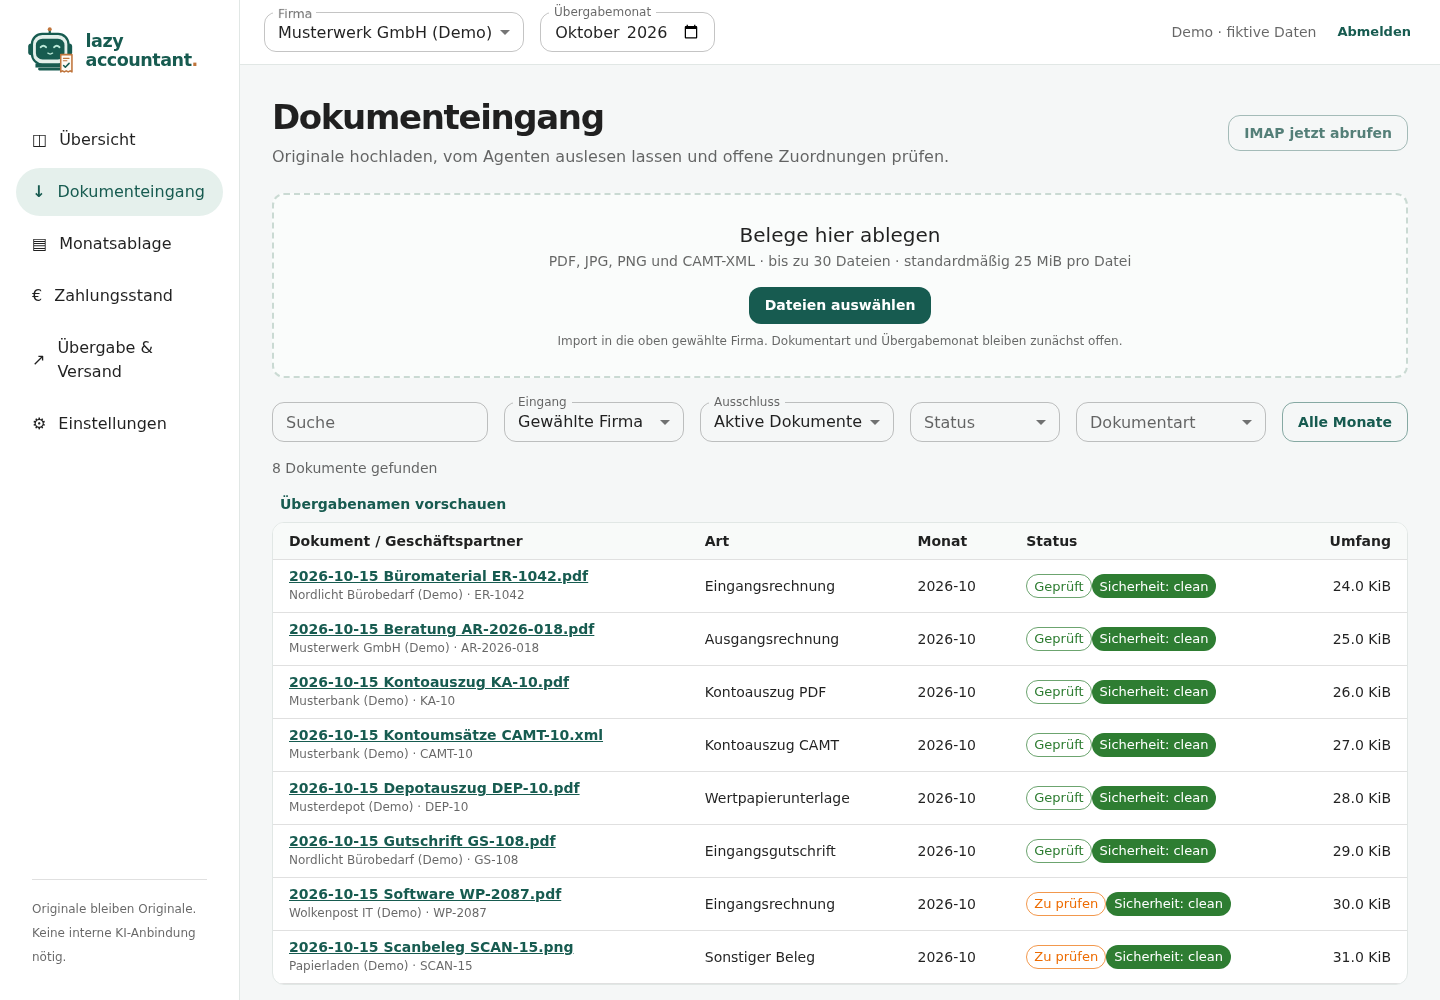 lazy
accountant.
Firma
Musterwerk GmbH (Demo)
Übergabemonat
Oktober 2026
Demo · fiktive Daten
Abmelden
Übersicht
Dokumenteingang
Monatsablage
€ Zahlungsstand
Übergabe &
Versand
Einstellungen
Originale bleiben Originale.
Keine interne KI-Anbindung
nötig.
Dokumenteingang
Originale hochladen, vom Agenten auslesen lassen und offene Zuordnungen prüfen.
IMAP jetzt abrufen
Belege hier ablegen
PDF, JPG, PNG und CAMT-XML · bis zu 30 Dateien · standardmäßig 25 MiB pro Datei
Dateien auswählen
Import in die oben gewählte Firma. Dokumentart und Übergabemonat bleiben zunächst offen.
Suche
Eingang
Gewählte Firma
Ausschluss
Aktive Dokumente
Status
Dokumentart
Alle Monate
8 Dokumente gefunden
Übergabenamen vorschauen
Dokument / Geschäftspartner Art Monat Status Umfang
2026-10-15 Büromaterial ER-1042.pdf
Nordlicht Bürobedarf (Demo) · ER-1042
Eingangsrechnung 2026-10 Geprüft Sicherheit: clean 24.0 KiB
2026-10-15 Beratung AR-2026-018.pdf
Musterwerk GmbH (Demo) · AR-2026-018
Ausgangsrechnung 2026-10 Geprüft Sicherheit: clean 25.0 KiB
2026-10-15 Kontoauszug KA-10.pdf
Musterbank (Demo) · KA-10
Kontoauszug PDF 2026-10 Geprüft Sicherheit: clean 26.0 KiB
2026-10-15 Kontoumsätze CAMT-10.xml
Musterbank (Demo) · CAMT-10
Kontoauszug CAMT 2026-10 Geprüft Sicherheit: clean 27.0 KiB
2026-10-15 Depotauszug DEP-10.pdf
Musterdepot (Demo) · DEP-10
Wertpapierunterlage 2026-10 Geprüft Sicherheit: clean 28.0 KiB
2026-10-15 Gutschrift GS-108.pdf
Nordlicht Bürobedarf (Demo) · GS-108
Eingangsgutschrift 2026-10 Geprüft Sicherheit: clean 29.0 KiB
2026-10-15 Software WP-2087.pdf
Wolkenpost IT (Demo) · WP-2087
Eingangsrechnung 2026-10 Zu prüfen Sicherheit: clean 30.0 KiB
2026-10-15 Scanbeleg SCAN-15.png
Papierladen (Demo) · SCAN-15
Sonstiger Beleg 2026-10 Zu prüfen Sicherheit: clean 31.0 KiB